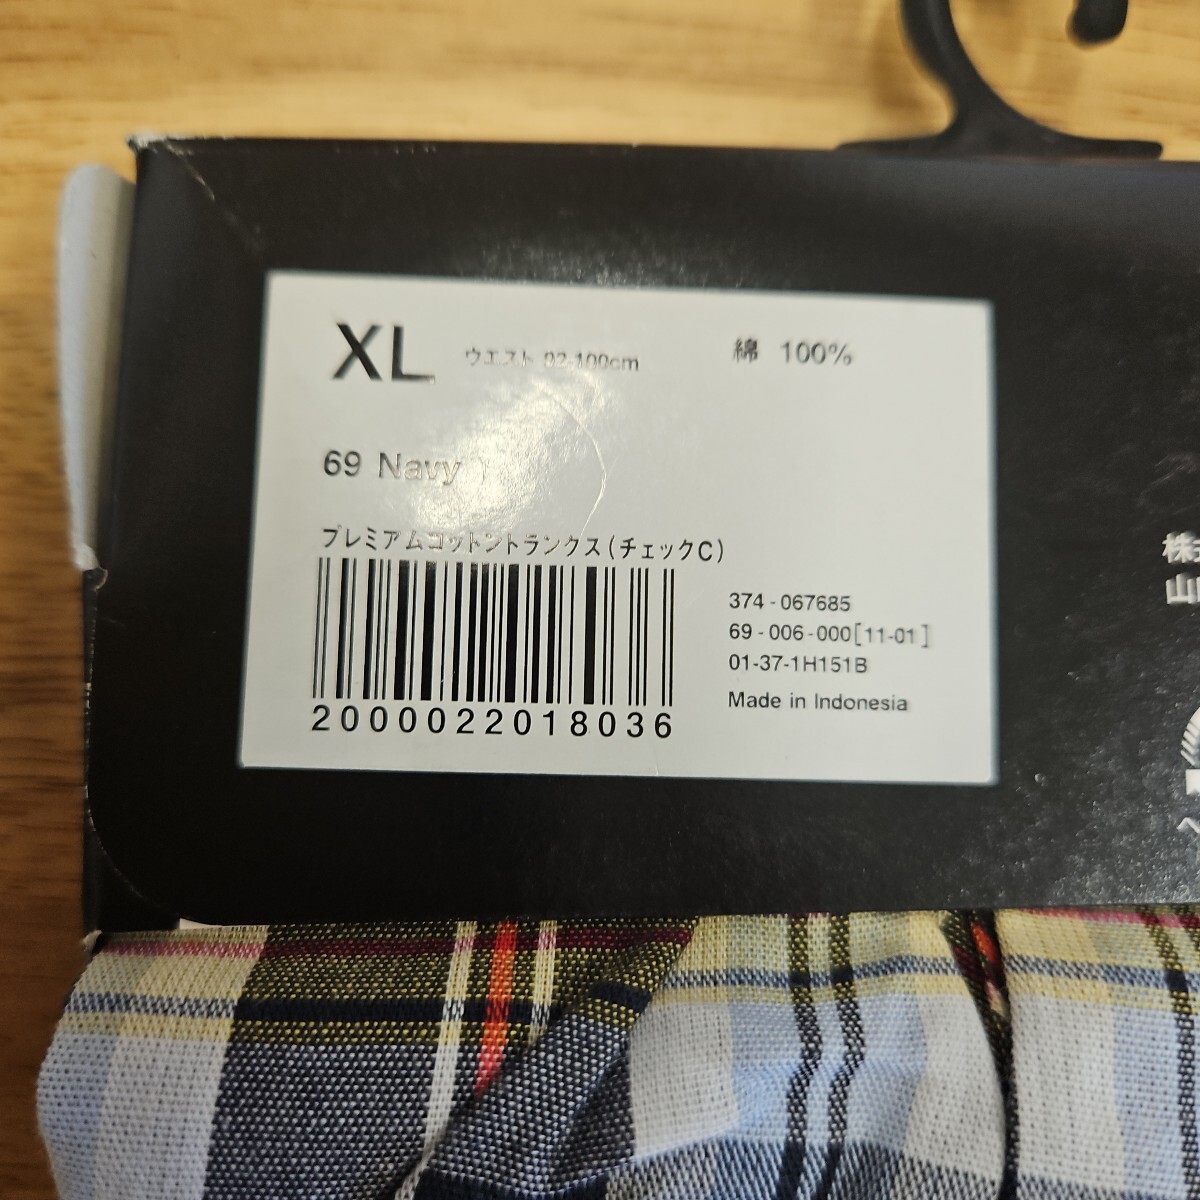 XL ウエスト 92-100cm 綿 100%
69 Navy
プレミアムコットントランクス(チェックC)
2000022018036
374-067685
69-006-000[11-01]
01-37-1H151B
Made in Indonesia
株
山